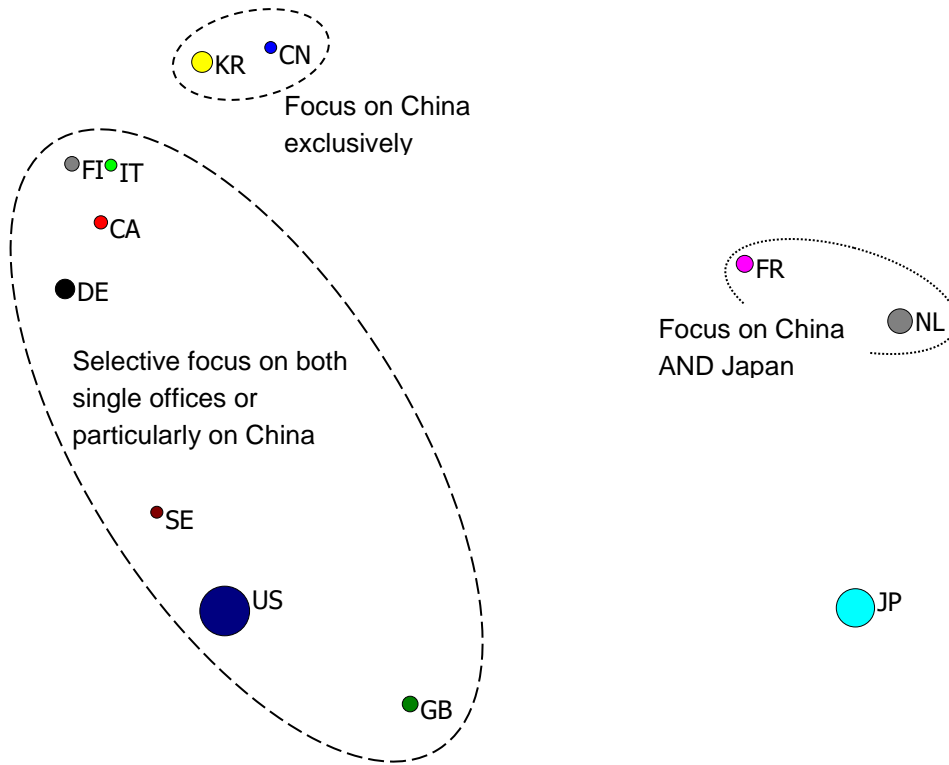 KR
CN
Focus on China
exclusively
FI
IT
CA
DE
FR
NL
Focus on China
AND Japan
Selective focus on both
single offices or
particularly on China
SE
US
JP
GB